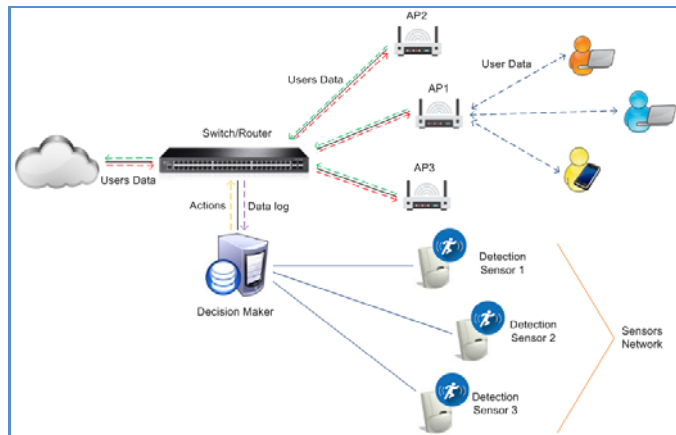 AP2
Users Data
User Data
AP1
Switch/Router
AP3
Users Data
Actions
Data log
Detection
Sensor 1
Decision Maker
Detection
Sensor 2
Sensors
Network
Detection
Sensor 3